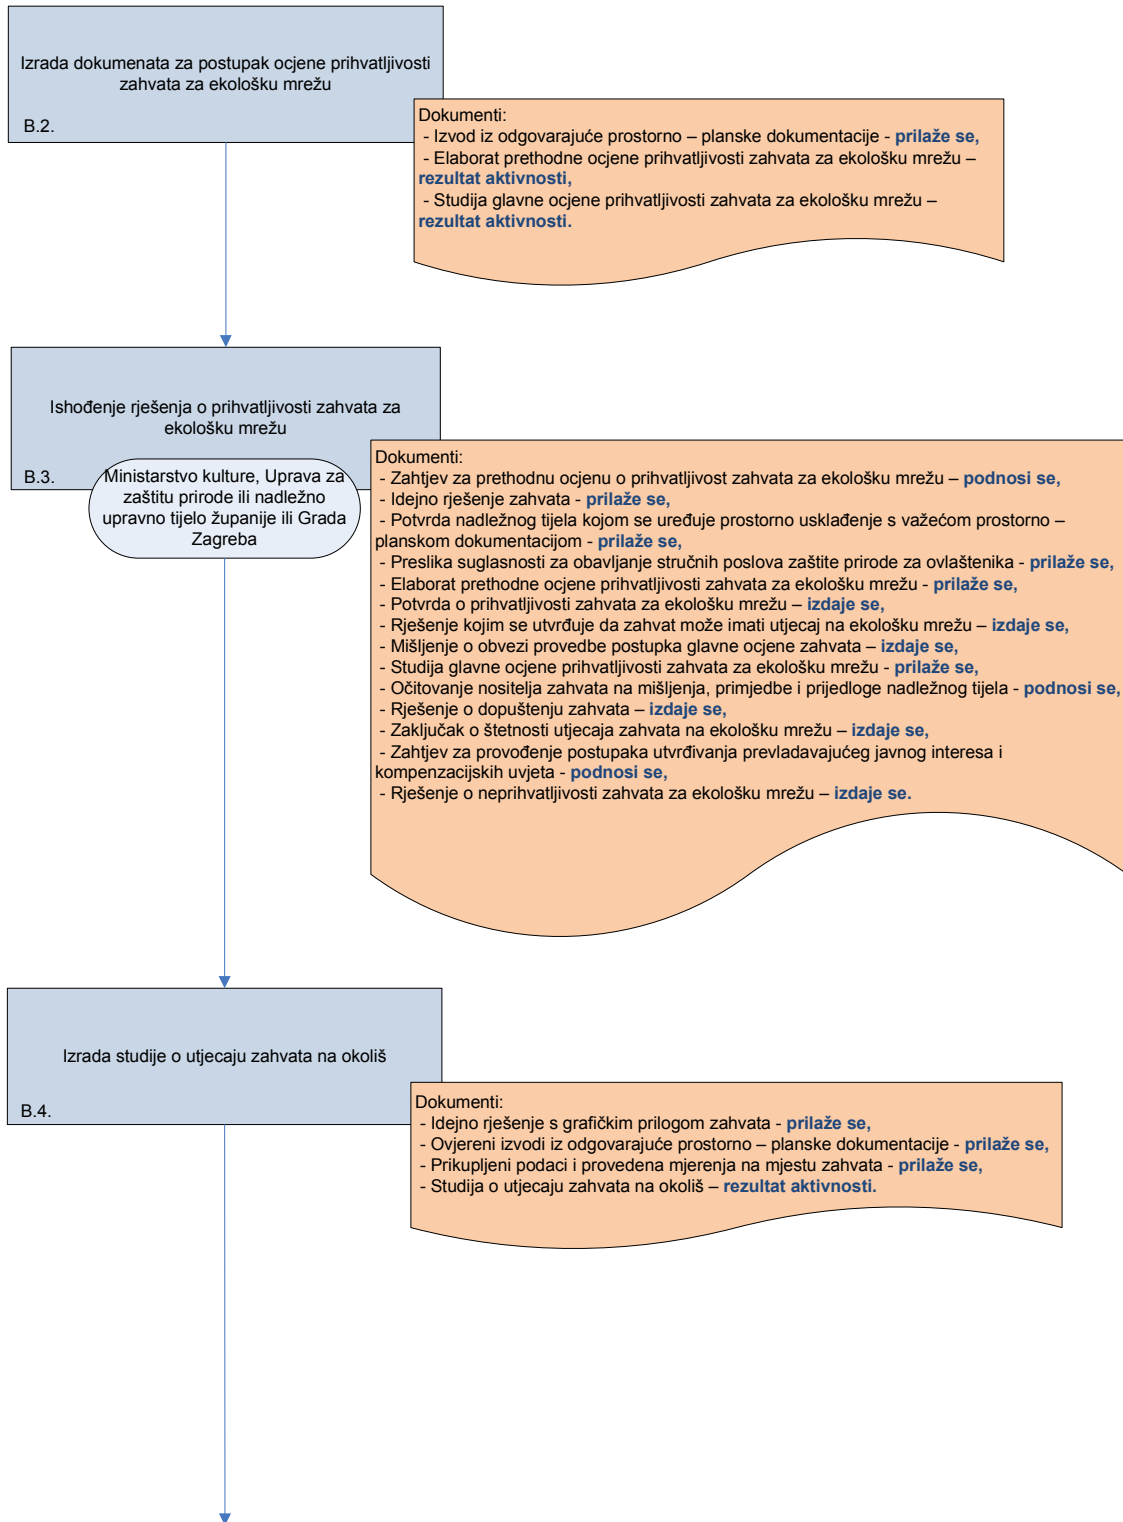 Izrada dokumenata za postupak ocjene prihvatljivosti
zahvata za ekološku mrežu
B.2.
Dokumenti:
- Izvod iz odgovarajuće prostorno – planske dokumentacije - prilaže se,
- Elaborat prethodne ocjene prihvatljivosti zahvata za ekološku mrežu –
rezultat aktivnosti,
- Studija glavne ocjene prihvatljivosti zahvata za ekološku mrežu –
rezultat aktivnosti.
Ishođenje rješenja o prihvatljivosti zahvata za
ekološku mrežu
B.3.
Ministarstvo kulture, Uprava za
zaštitu prirode ili nadležno
upravno tijelo županije ili Grada
Zagreba
Dokumenti:
- Zahtjev za prethodnu ocjenu o prihvatljivost zahvata za ekološku mrežu – podnosi se,
- Idejno rješenje zahvata - prilaže se,
- Potvrda nadležnog tijela kojom se uređuje prostorno usklađenje s važećom prostorno –
planskom dokumentacijom - prilaže se,
- Preslika suglasnosti za obavljanje stručnih poslova zaštite prirode za ovlaštenika - prilaže se,
- Elaborat prethodne ocjene prihvatljivosti zahvata za ekološku mrežu - prilaže se,
- Potvrda o prihvatljivosti zahvata za ekološku mrežu – izdaje se,
- Rješenje kojim se utvrđuje da zahvat može imati utjecaj na ekološku mrežu – izdaje se,
- Mišljenje o obvezi provedbe postupka glavne ocjene zahvata – izdaje se,
- Studija glavne ocjene prihvatljivosti zahvata za ekološku mrežu - prilaže se,
- Očitovanje nositelja zahvata na mišljenja, primjedbe i prijedloge nadležnog tijela - podnosi se,
- Rješenje o dopuštenju zahvata – izdaje se,
- Zaključak o štetnosti utjecaja zahvata na ekološku mrežu – izdaje se,
- Zahtjev za provođenje postupaka utvrđivanja prevladavajućeg javnog interesa i
kompenzacijskih uvjeta - podnosi se,
- Rješenje o neprihvatljivosti zahvata za ekološku mrežu – izdaje se.
Izrada studije o utjecaju zahvata na okoliš
B.4.
Dokumenti:
- Idejno rješenje s grafičkim prilogom zahvata - prilaže se,
- Ovjereni izvodi iz odgovarajuće prostorno – planske dokumentacije - prilaže se,
- Prikupljeni podaci i provedena mjerenja na mjestu zahvata - prilaže se,
- Studija o utjecaju zahvata na okoliš – rezultat aktivnosti.